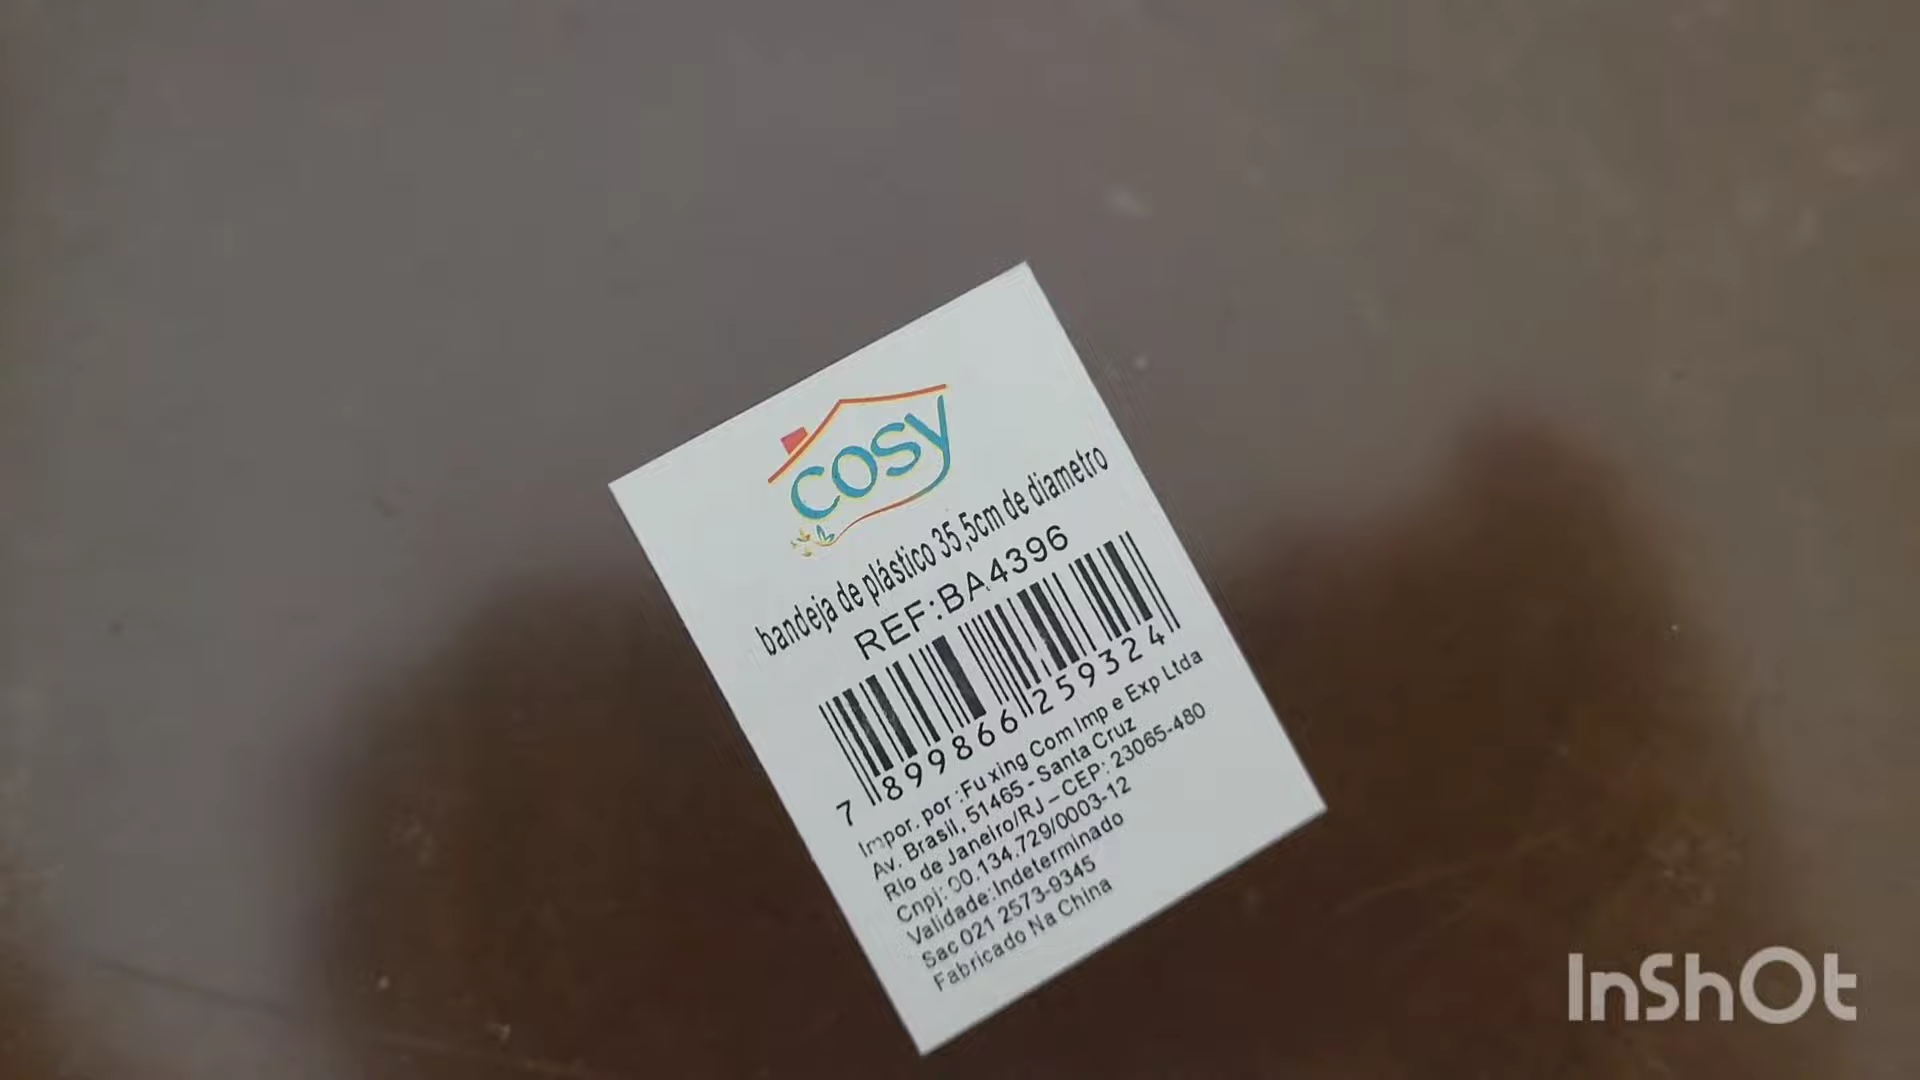 cosy
bandeja de plástico 35,5cm de diametro
REF:BA4396
7 899866 259324
Impor. por :Fu xing Com Imp e Exp Ltda
Av. Brasil, 51465 - Santa Cruz
Rio de Janeiro/RJ – CEP: 23065-480
Cnpj: 00.134.729/0003-12
Validade:Indeterminado
Sac 021 2573-9345
Fabricado Na China
InShOt